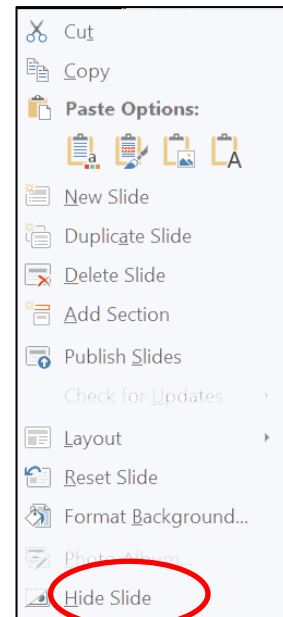 Cut
Copy
Paste Options:
a A
New Slide
Duplicate Slide
Delete Slide
Add Section
Publish Slides
Check for Updates
Layout
Reset Slide
Format Background...
Photo Album...
Hide Slide